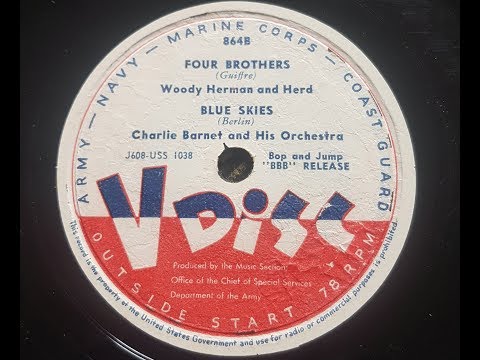 ARMY — NAVY — MARINE CORPS — COAST GUARD
864B
FOUR BROTHERS
(Guiffre)
Woody Herman and Herd
BLUE SKIES
(Berlin)
Charlie Barnet and His Orchestra
J608-USS 1038
Bop and Jump
"BBB" RELEASE
V DISC
Produced by the Music Section
Office of the Chief of Special Services
Department of the Army
OUTSIDE START 78 RPM
This record is the property of the United States Government and use for radio or commercial purposes is prohibited.